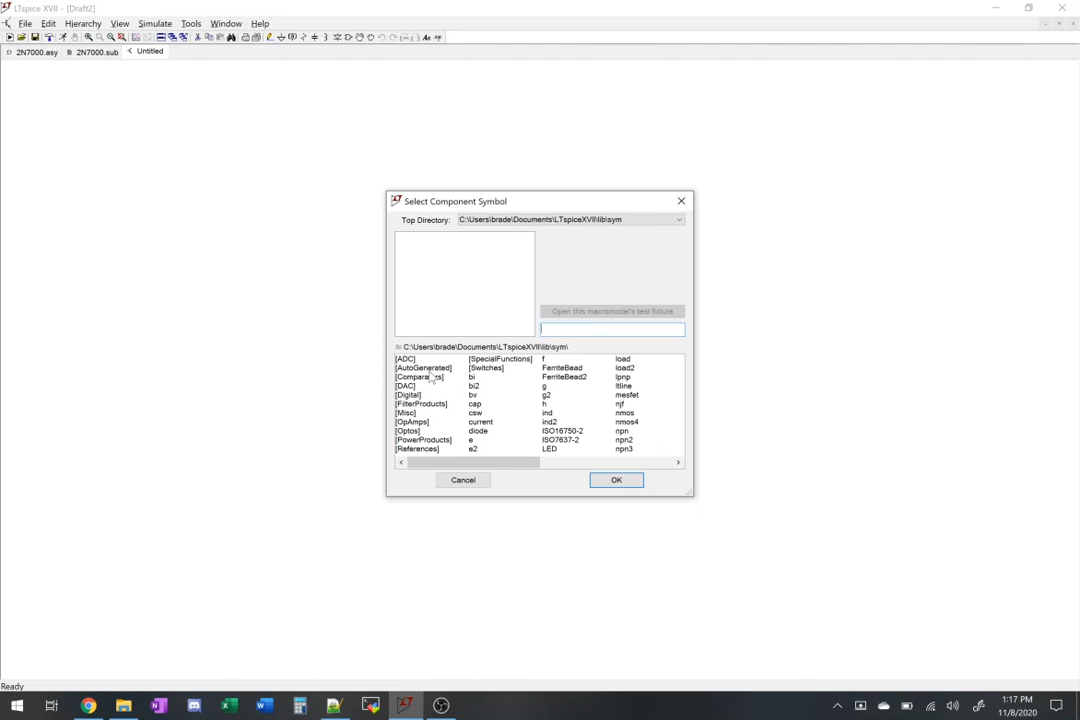 LTspice XVII - [Draft2]
File Edit Hierarchy View Simulate Tools Window Help
2N7000.asy 2N7000.sub Untitled
Select Component Symbol
Top Directory: C:\Users\brade\Documents\LTspiceXVII\lib\sym
Open this macromodel's test fixture
C:\Users\brade\Documents\LTspiceXVII\lib\sym\
[ADC] [SpecialFunctions] f load
[AutoGenerated] [Switches] FerriteBead load2
bi FerriteBead2 lpnp
[DAC] bi2 g ltline
[Digital] bv g2 mesfet
[FilterProducts] cap h njf
[Misc] csw ind nmos
[OpAmps] current ind2 nmos4
[Optos] diode ISO16750-2 npn
[PowerProducts] e ISO7637-2 npn2
[References] e2 LED npn3
Cancel OK
Ready
1:17 PM
11/8/2020